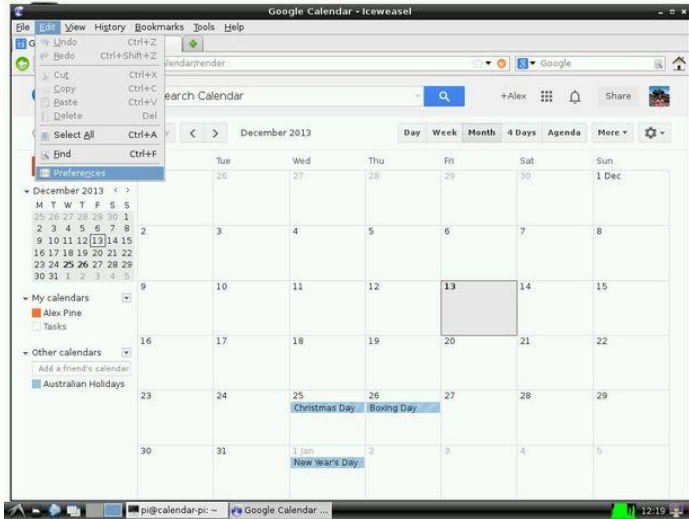 Google Calendar - Iceweasel
File Edit View History Bookmarks Tools Help
Undo Ctrl+Z
Redo Ctrl+Shift+Z
Cut Ctrl+X
Copy Ctrl+C
Paste Ctrl+V
Delete Del
Select All Ctrl+A
Find Ctrl+F
Preferences
lendar/render
Google
earch Calendar
+Alex Share
December 2013
Day Week Month 4 Days Agenda More
Tue Wed Thu Fri Sat Sun
26 27 28 29 30 1 Dec
2 3 4 5 6 7 8
9 10 11 12 13 14 15
16 17 18 19 20 21 22
23 24 25 26 27 28 29
Christmas Day Boxing Day
30 31 1 Jan 2 3 4 5
New Year's Day
December 2013
M T W T F S S
25 26 27 28 29 30 1
2 3 4 5 6 7 8
9 10 11 12 13 14 15
16 17 18 19 20 21 22
23 24 25 26 27 28 29
30 31 1 2 3 4 5
My calendars
Alex Pine
Tasks
Other calendars
Add a friend's calendar
Australian Holidays
pi@calendar-pi: ~
Google Calendar ...
12:19